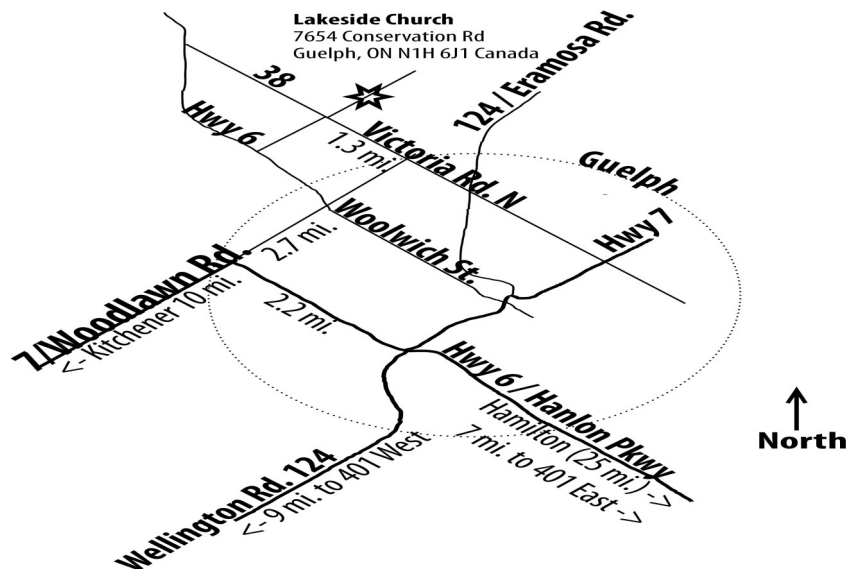 Lakeside Church
7654 Conservation Rd
Guelph, ON N1H 6J1 Canada
38
124 / Eramosa Rd.
Hwy 6
Victoria Rd. N
1.3 mi.
Guelph
Woolwich St.
Hwy 7
2.7 mi.
7/Woodlawn Rd.
<- Kitchener 10 mi.
2.2 mi.
Hwy 6 / Hanlon Pkwy
Hamilton (25 mi.) ->
7 mi. to 401 East ->
North
Wellington Rd. 124
<- 9 mi. to 401 West